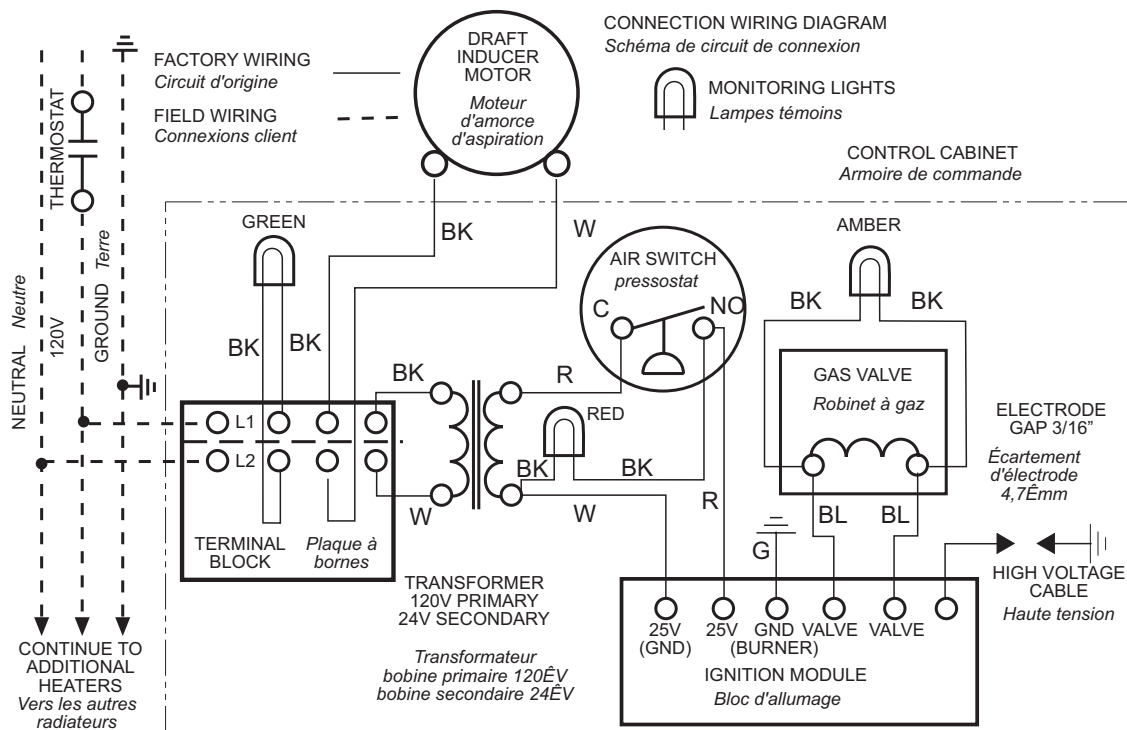 CONNECTION WIRING DIAGRAM
Schéma de circuit de connexion
FACTORY WIRING
Circuit d'origine
FIELD WIRING
Connexions client
DRAFT
INDUCER
MOTOR
Moteur
d'amorce
d'aspiration
MONITORING LIGHTS
Lampes témoins
CONTROL CABINET
Armoire de commande
THERMOSTAT
NEUTRAL Neutre
120V
GROUND Terre
GREEN
BK
W
AIR SWITCH
pressostat
C
NO
AMBER
BK
BK
BK
BK
GAS VALVE
Robinet à gaz
L1
L2
BK
R
RED
BK
BK
W
W
R
TERMINAL
BLOCK
Plaque à
bornes
BL
BL
G
ELECTRODE
GAP 3/16”
Écartement
d'électrode
4,7Êmm
HIGH VOLTAGE
CABLE
Haute tension
TRANSFORMER
120V PRIMARY
24V SECONDARY
Transformateur
bobine primaire 120ÊV
bobine secondaire 24ÊV
25V
(GND)
25V
GND
(BURNER)
VALVE
VALVE
IGNITION MODULE
Bloc d'allumage
CONTINUE TO
ADDITIONAL
HEATERS
Vers les autres
radiateurs